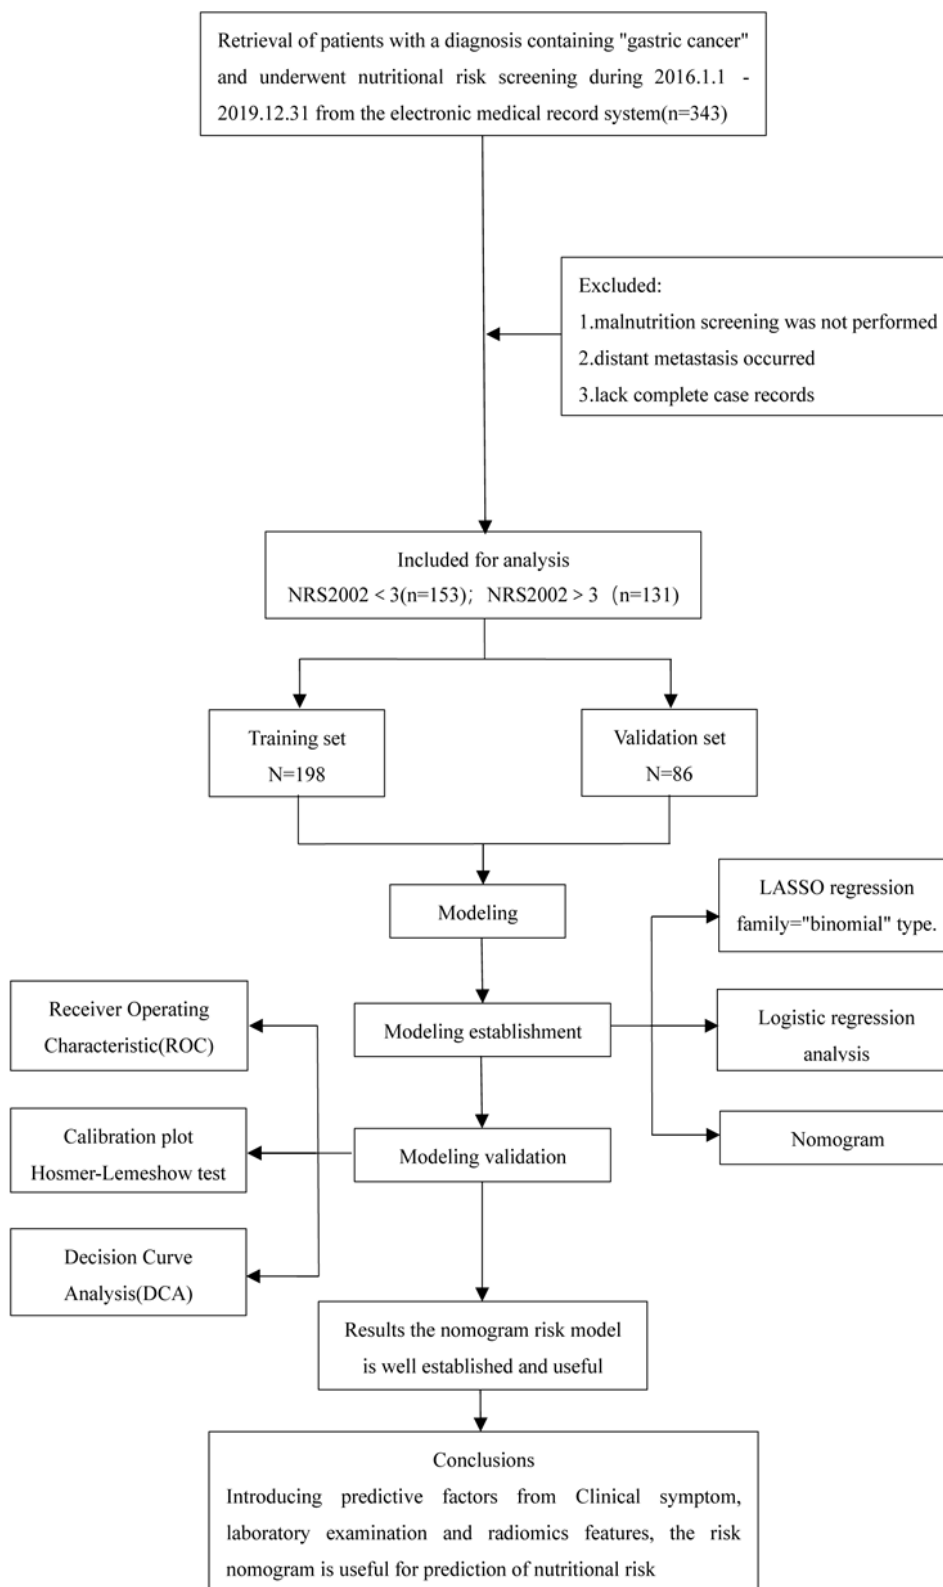 Retrieval of patients with a diagnosis containing "gastric cancer"
and underwent nutritional risk screening during 2016.1.1 -
2019.12.31 from the electronic medical record system(n=343)
Excluded:
1.malnutrition screening was not performed
2.distant metastasis occurred
3.lack complete case records
Included for analysis
NRS2002 < 3(n=153); NRS2002 > 3 (n=131)
Training set
N=198
Validation set
N=86
Modeling
LASSO regression
family="binomial" type.
Modeling establishment
Logistic regression
analysis
Nomogram
Receiver Operating
Characteristic(ROC)
Calibration plot
Hosmer-Lemeshow test
Modeling validation
Decision Curve
Analysis(DCA)
Results the nomogram risk model
is well established and useful
Conclusions
Introducing predictive factors from Clinical symptom,
laboratory examination and radiomics features, the risk
nomogram is useful for prediction of nutritional risk